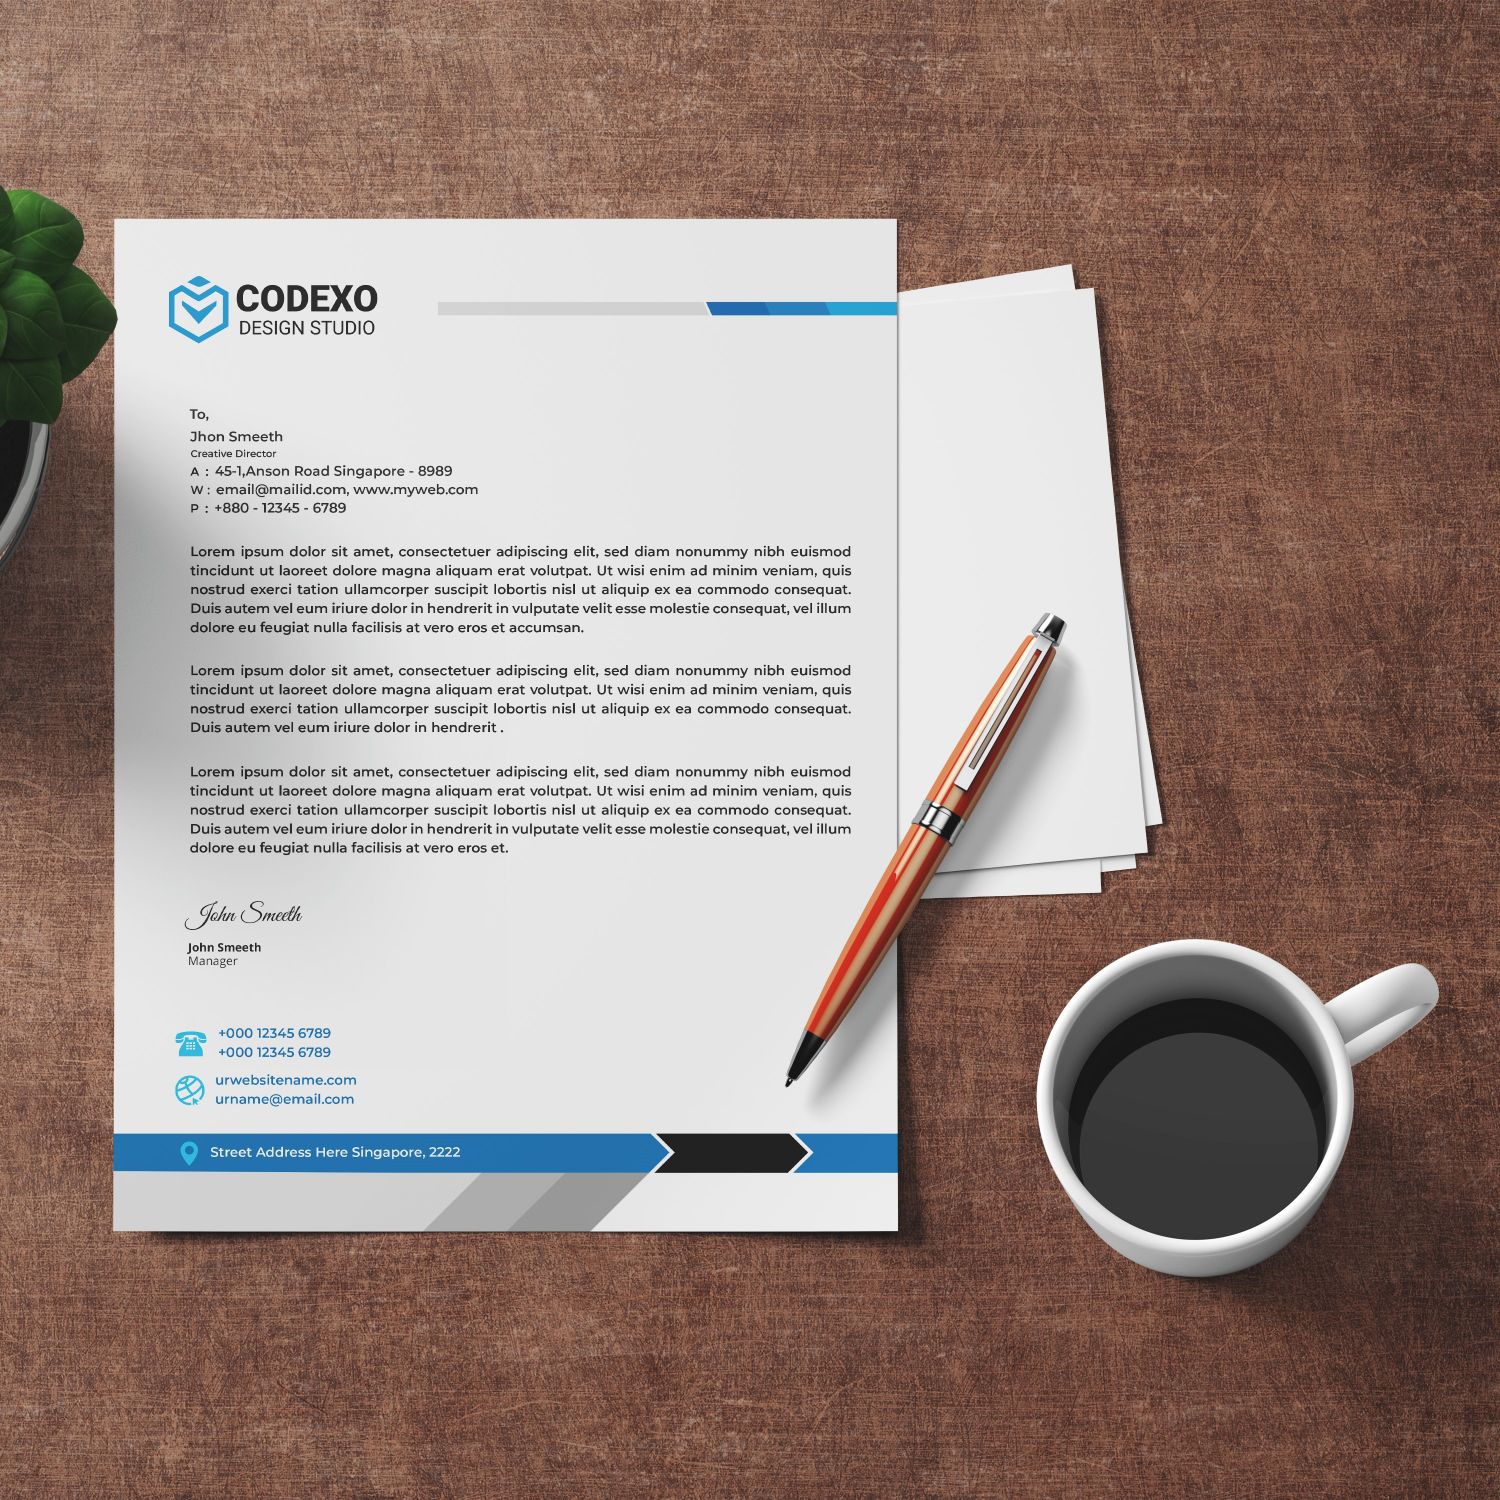 CODEXO
DESIGN STUDIO
To,
Jhon Smeeth
Creative Director
A : 45-1,Anson Road Singapore - 8989
W : email@mailid.com, www.myweb.com
P : +880 - 12345 - 6789
Lorem ipsum dolor sit amet, consectetuer adipiscing elit, sed diam nonummy nibh euismod
tincidunt ut laoreet dolore magna aliquam erat volutpat. Ut wisi enim ad minim veniam, quis
nostrud exerci tation ullamcorper suscipit lobortis nisl ut aliquip ex ea commodo consequat.
Duis autem vel eum iriure dolor in hendrerit in vulputate velit esse molestie consequat, vel illum
dolore eu feugiat nulla facilisis at vero eros et accumsan.
Lorem ipsum dolor sit amet, consectetuer adipiscing elit, sed diam nonummy nibh euismod
tincidunt ut laoreet dolore magna aliquam erat volutpat. Ut wisi enim ad minim veniam, quis
nostrud exerci tation ullamcorper suscipit lobortis nisl ut aliquip ex ea commodo consequat.
Duis autem vel eum iriure dolor in hendrerit .
Lorem ipsum dolor sit amet, consectetuer adipiscing elit, sed diam nonummy nibh euismod
tincidunt ut laoreet dolore magna aliquam erat volutpat. Ut wisi enim ad minim veniam, quis
nostrud exerci tation ullamcorper suscipit lobortis nisl ut aliquip ex ea commodo consequat.
Duis autem vel eum iriure dolor in hendrerit in vulputate velit esse molestie consequat, vel illum
dolore eu feugiat nulla facilisis at vero eros et.
John Smeeth
John Smeeth
Manager
+000 12345 6789
+000 12345 6789
urwebsitename.com
urname@email.com
Street Address Here Singapore, 2222